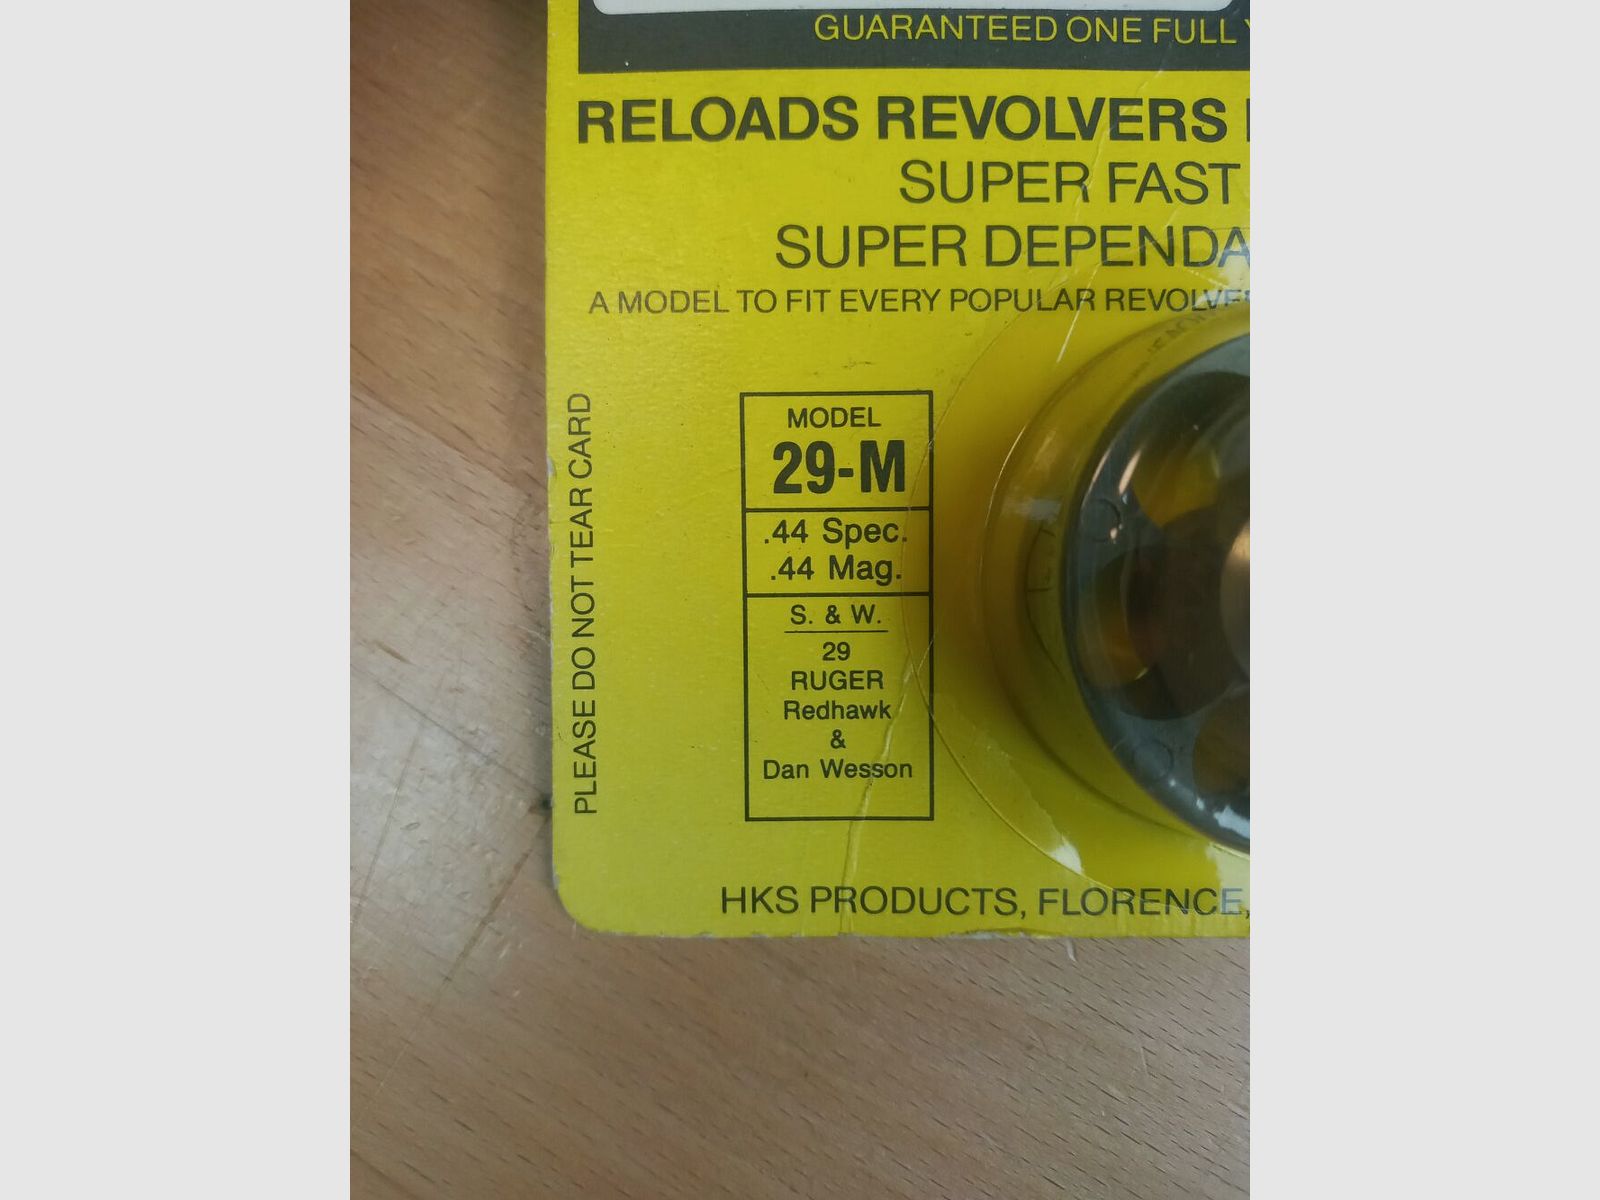 GUARANTEED ONE FULL
RELOADS REVOLVERS
SUPER FAST
SUPER DEPENDA
A MODEL TO FIT EVERY POPULAR REVOLVER
MODEL
29-M
.44 Spec.
.44 Mag.
S. & W.
29
RUGER
Redhawk
&
Dan Wesson
PLEASE DO NOT TEAR CARD
HKS PRODUCTS, FLORENCE,